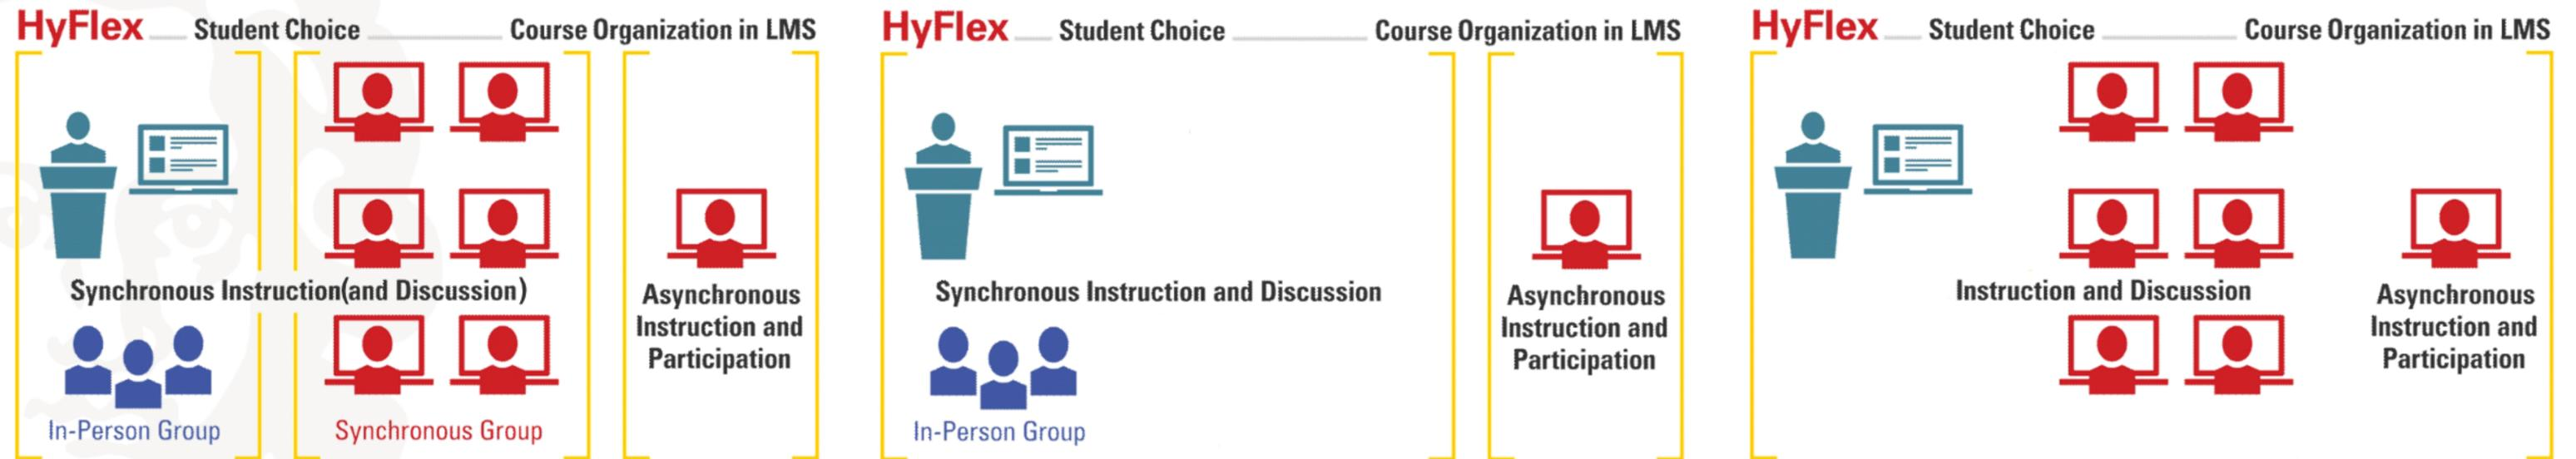 HyFlex Student Choice Course Organization in LMS
Synchronous Instruction(and Discussion)
Asynchronous
Instruction and
Participation
In-Person Group
Synchronous Group
HyFlex Student Choice Course Organization in LMS
Synchronous Instruction and Discussion
Asynchronous
Instruction and
Participation
In-Person Group
HyFlex Student Choice Course Organization in LMS
Instruction and Discussion
Asynchronous
Instruction and
Participation